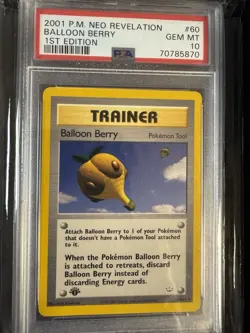 2001 P.M. NEO REVELATION #60
BALLOON BERRY GEM MT
1ST EDITION 10
PSA 70785870
TRAINER
Balloon Berry Pokémon Tool
Attach Balloon Berry to 1 of your Pokémon
that doesn't have a Pokémon Tool attached
to it.
When the Pokémon Balloon Berry
is attached to retreats, discard
Balloon Berry instead of
discarding Energy cards.